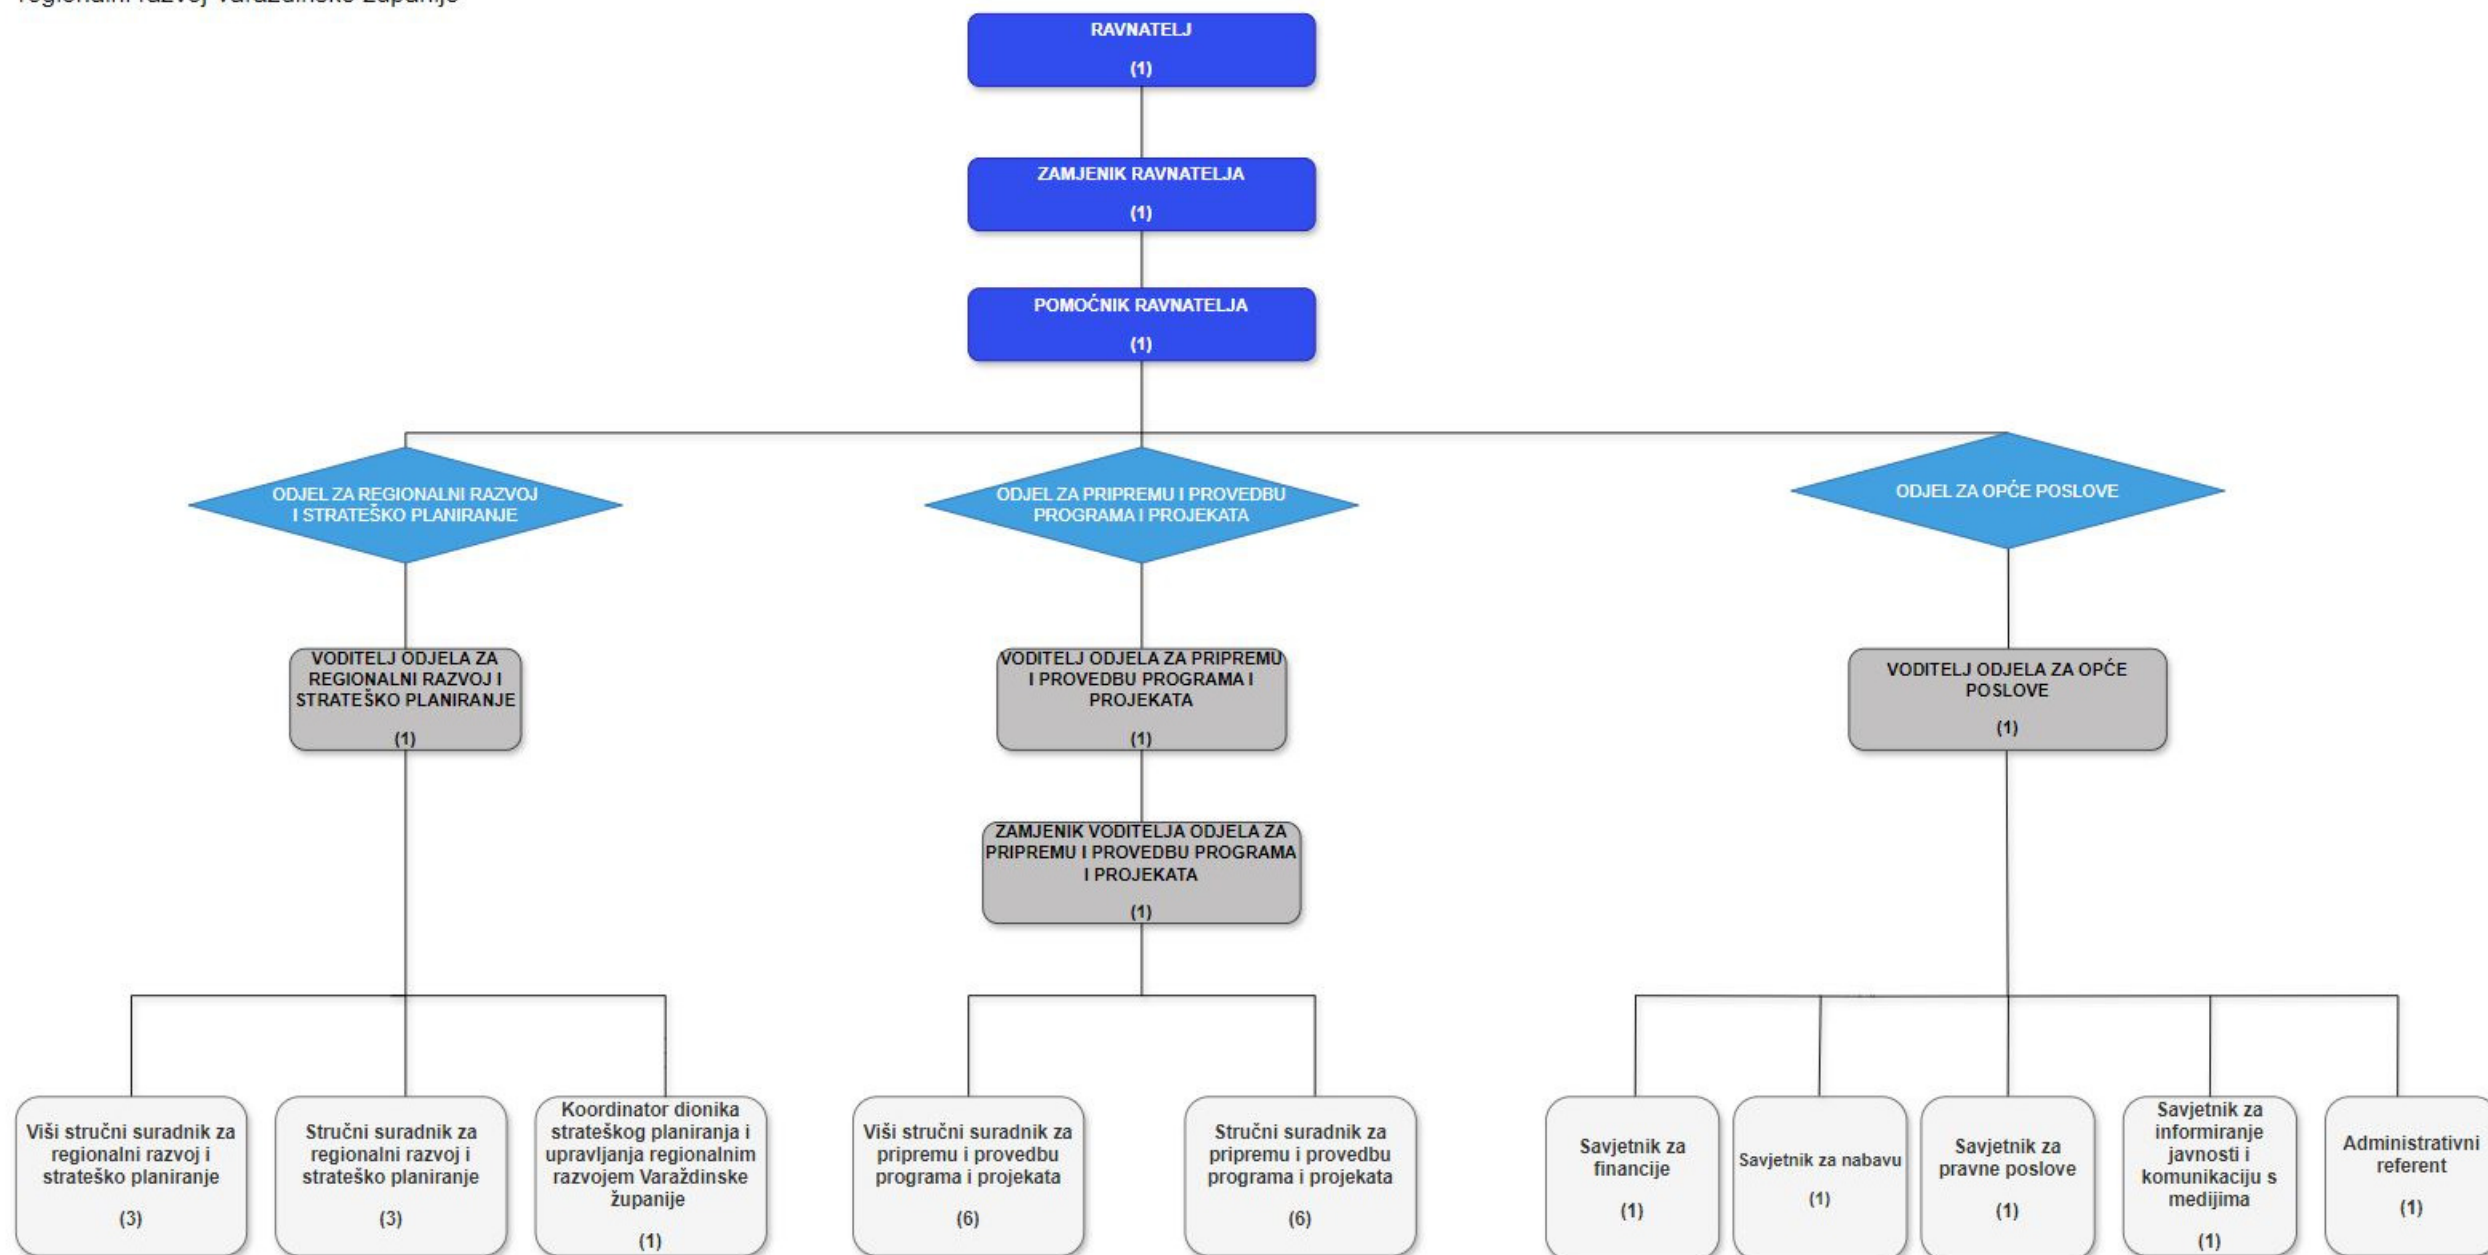 regionalni razvoj Varaždinske županije
RAVNATELJ
(1)
ZAMJENIK RAVNATELJA
(1)
POMOĆNIK RAVNATELJA
(1)
ODJEL ZA REGIONALNI RAZVOJ
I STRATEŠKO PLANIRANJE
ODJEL ZA PRIPREMU I PROVEDBU
PROGRAMA I PROJEKATA
ODJEL ZA OPĆE POSLOVE
VODITELJ ODJELA ZA
REGIONALNI RAZVOJ I
STRATEŠKO PLANIRANJE
(1)
VODITELJ ODJELA ZA PRIPREMU
I PROVEDBU PROGRAMA I
PROJEKATA
(1)
VODITELJ ODJELA ZA OPĆE
POSLOVE
(1)
ZAMJENIK VODITELJA ODJELA ZA
PRIPREMU I PROVEDBU PROGRAMA
I PROJEKATA
(1)
Viši stručni suradnik za
regionalni razvoj i
strateško planiranje
(3)
Stručni suradnik za
regionalni razvoj i
strateško planiranje
(3)
Koordinator dionika
strateškog planiranja i
upravljanja regionalnim
razvojem Varaždinske
županije
(1)
Viši stručni suradnik za
pripremu i provedbu
programa i projekata
(6)
Stručni suradnik za
pripremu i provedbu
programa i projekata
(6)
Savjetnik za
financije
(1)
Savjetnik za nabavu
(1)
Savjetnik za
pravne poslove
(1)
Savjetnik za
informiranje
javnosti i
komunikaciju s
medijima
(1)
Administrativni
referent
(1)